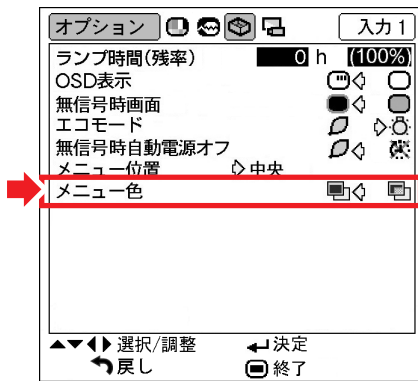 オプション 入力1
ランプ時間(残率) 0 h (100%)
OSD表示
無信号時画面
エコモード
無信号時自動電源オフ
メニュー位置 中央
メニュー色
選択/調整 決定
戻し 終了